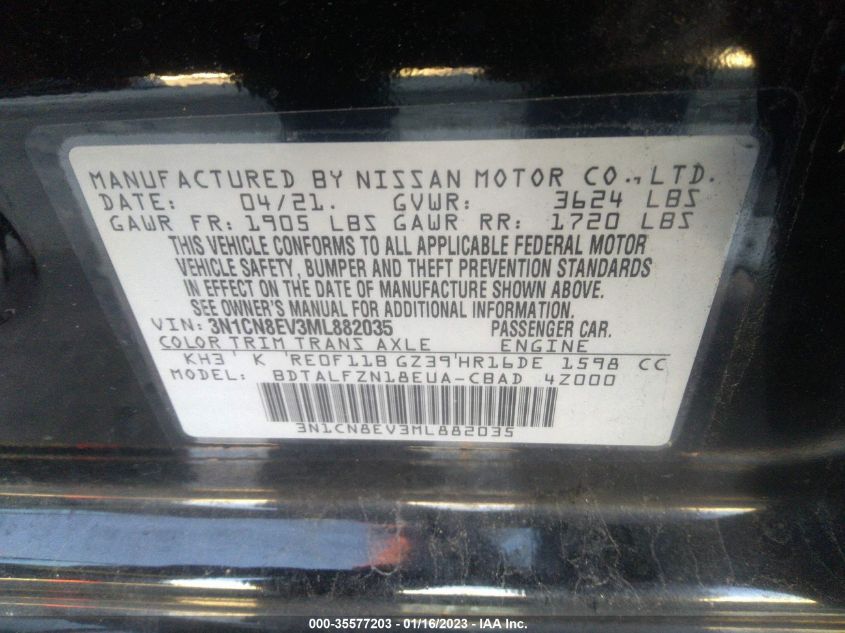 MANUFACTURED BY NISSAN MOTOR CO., LTD.
DATE: 04/21. GVWR: 3624 LBS
GAWR FR: 1905 LBS GAWR RR: 1720 LBS
THIS VEHICLE CONFORMS TO ALL APPLICABLE FEDERAL MOTOR
VEHICLE SAFETY, BUMPER AND THEFT PREVENTION STANDARDS
IN EFFECT ON THE DATE OF MANUFACTURE SHOWN ABOVE.
SEE OWNER'S MANUAL FOR ADDITIONAL INFORMATION.
VIN: 3N1CN8EV3ML882035 PASSENGER CAR.
COLOR TRIM TRANS AXLE ENGINE
KH3 K RE0F11B GZ39 HR16DE 1598 CC
MODEL: BDTALFZN18EUA-CBAD 4Z000
3N1CN8EV3ML882035
000-35577203 - 01/16/2023 - IAA Inc.